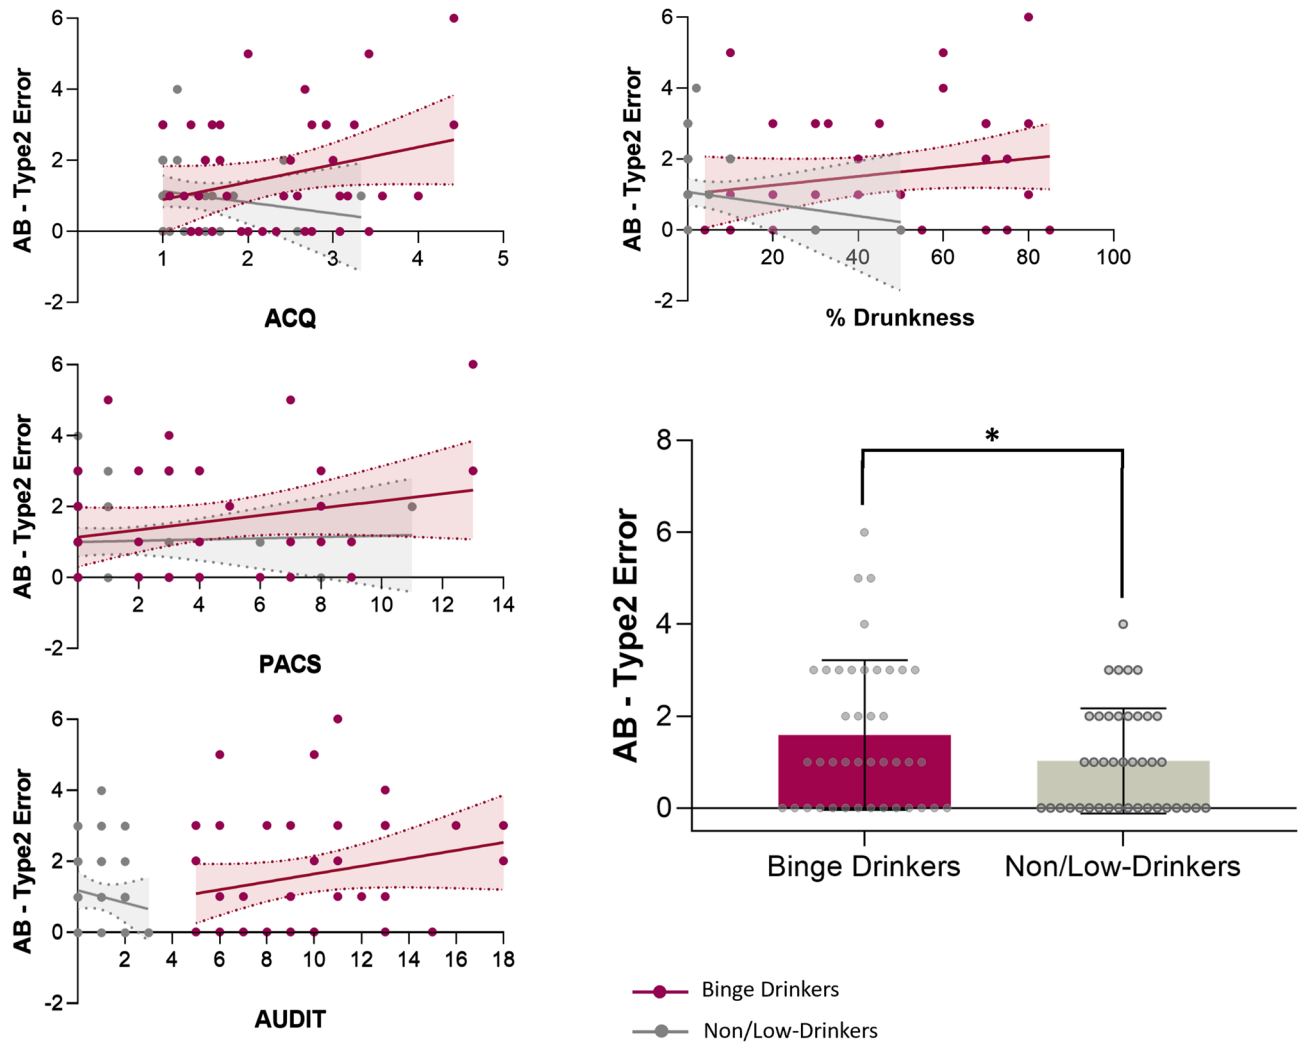 6
4
2
0
-2
AB - Type2 Error
1 2 3 4 5
ACQ
6
4
2
0
-2
AB - Type2 Error
20 40 60 80 100
% Drunkness
6
4
2
0
-2
AB - Type2 Error
2 4 6 8 10 12 14
PACS
8
6
4
2
0
AB - Type2 Error
*
Binge Drinkers Non/Low-Drinkers
6
4
2
0
-2
AB - Type2 Error
2 4 6 8 10 12 14 16 18
AUDIT
Binge Drinkers
Non/Low-Drinkers